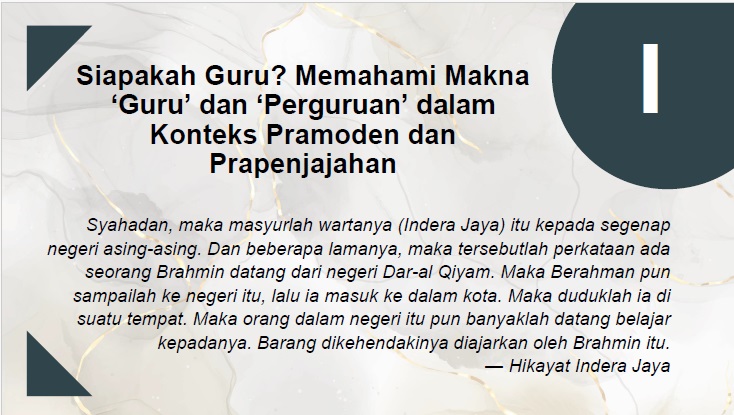 I
Siapakah Guru? Memahami Makna
‘Guru’ dan ‘Perguruan’ dalam
Konteks Pramoden dan
Prapenjajahan
Syahadan, maka masyurlah wartanya (Indera Jaya) itu kepada segenap
negeri asing-asing. Dan beberapa lamanya, maka tersebutlah perkataan ada
seorang Brahmin datang dari negeri Dar-al Qiyam. Maka Berahman pun
sampailah ke negeri itu, lalu ia masuk ke dalam kota. Maka duduklah ia di
suatu tempat. Maka orang dalam negeri itu pun banyaklah datang belajar
kepadanya. Barang dikehendakinya diajarkan oleh Brahmin itu.
— Hikayat Indera Jaya